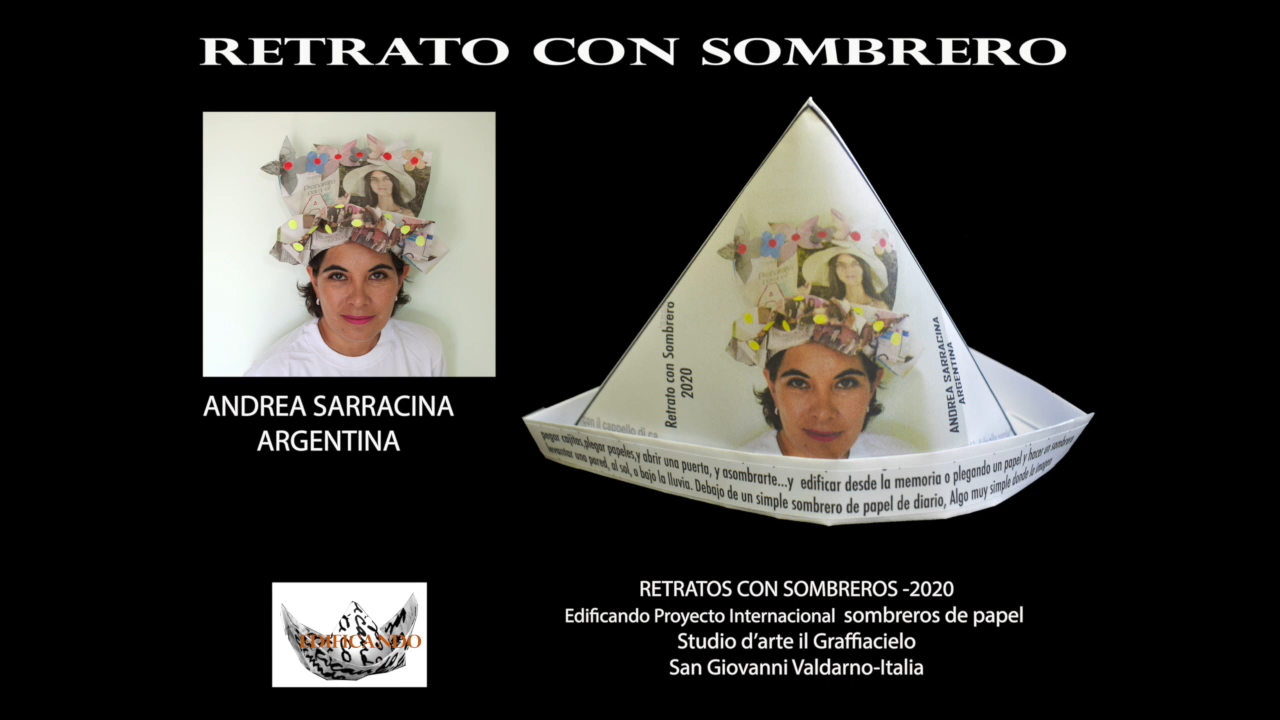 RETRATO CON SOMBRERO
ANDREA SARRACINA
ARGENTINA
Retrato con Sombrero
2020
ANDREA SARRACINA
ARGENTINA
pegar cajitas,plegar papeles,y abrir una puerta, y asombrarte...y edificar desde la memoria o plegando un papel y hacer un sombrero
levantar una pared, al sol, o bajo la lluvia. Debajo de un simple sombrero de papel de diario, Algo muy simple donde la imagen
EDIFICANDO
RETRATOS CON SOMBREROS -2020
Edificando Proyecto Internacional sombreros de papel
Studio d'arte il Graffiacielo
San Giovanni Valdarno-Italia